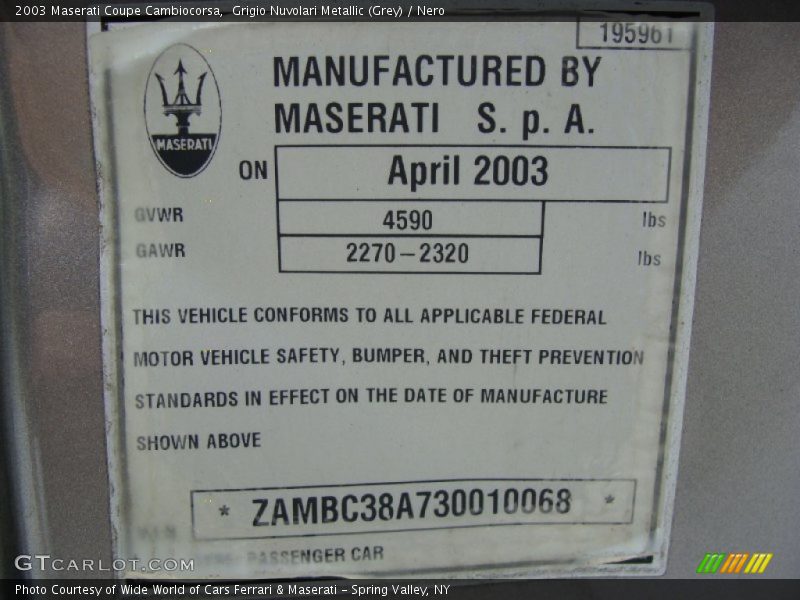 2003 Maserati Coupe Cambiocorsa, Grigio Nuvolari Metallic (Grey) / Nero
195961
MANUFACTURED BY
MASERATI S. p. A.
MASERATI
ON April 2003
GVWR 4590 lbs
GAWR 2270-2320 lbs
THIS VEHICLE CONFORMS TO ALL APPLICABLE FEDERAL
MOTOR VEHICLE SAFETY, BUMPER, AND THEFT PREVENTION
STANDARDS IN EFFECT ON THE DATE OF MANUFACTURE
SHOWN ABOVE
* ZAMBC38A730010068 *
PASSENGER CAR
GTCARLOT.COM
Photo Courtesy of Wide World of Cars Ferrari & Maserati - Spring Valley, NY